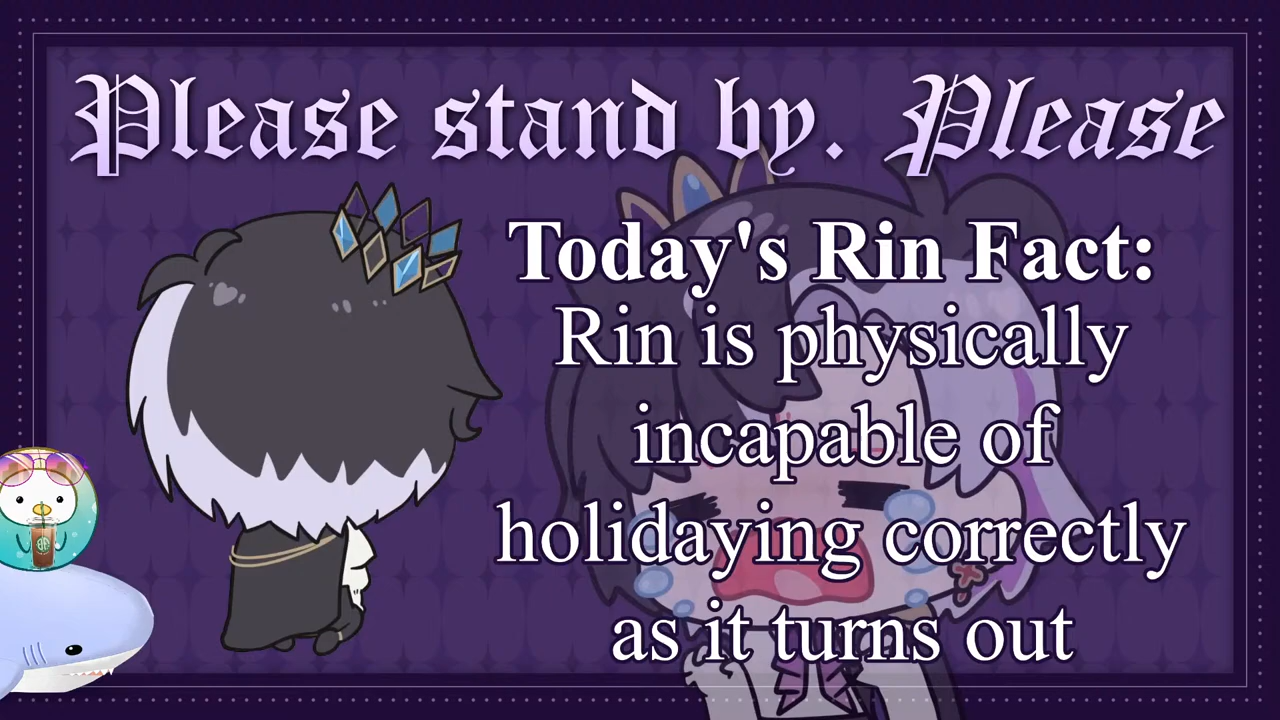 Please stand by. Please
Today's Rin Fact:
Rin is physically
incapable of
holidaying correctly
as it turns out